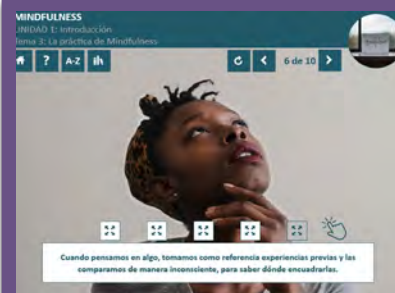 MINDFULNESS
UNIDAD 1: Introducción
Tema 3: La práctica de Mindfulness
? A-Z
6 de 10
Cuando pensamos en algo, tomamos como referencia experiencias previas y las
comparamos de manera inconsciente, para saber dónde encuadrarlas.